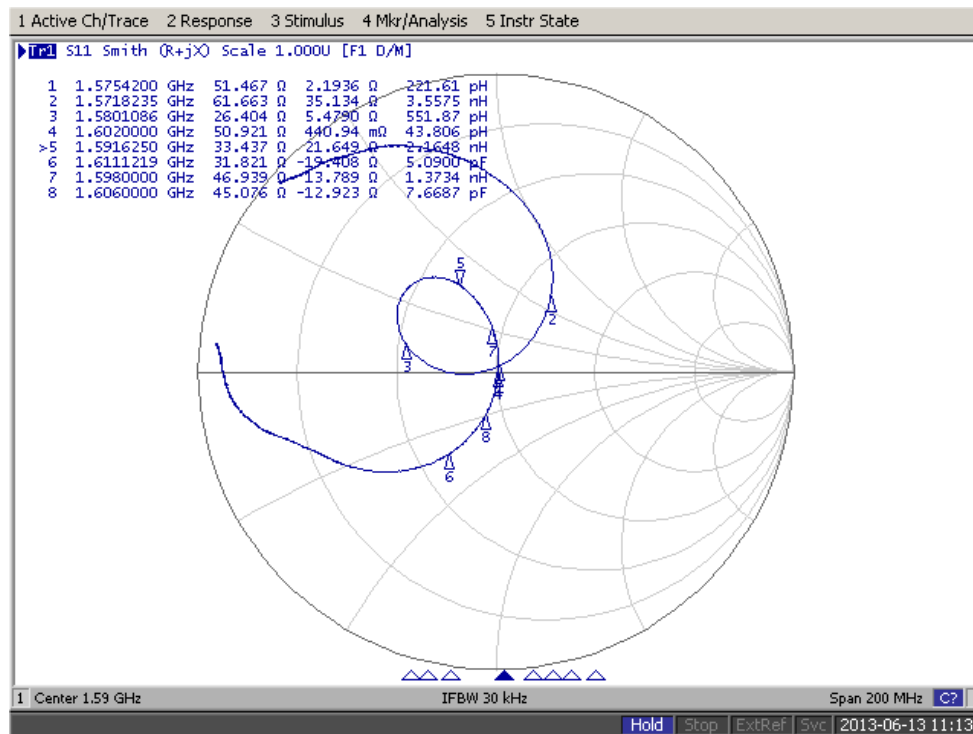 1 Active Ch/Trace 2 Response 3 Stimulus 4 Mkr/Analysis 5 Instr State
Tr1 S11 Smith (R+jX) Scale 1.000U [F1 D/M]
1 1.5754200 GHz 51.467 Ω 2.1936 Ω 221.61 pH
2 1.5718235 GHz 61.663 Ω 35.134 Ω 3.5575 nH
3 1.5801086 GHz 26.404 Ω 5.4790 Ω 551.87 pH
4 1.6020000 GHz 50.921 Ω 440.94 mΩ 43.806 pH
>5 1.5916250 GHz 33.437 Ω 21.649 Ω 2.1648 nH
6 1.6111219 GHz 31.821 Ω -19.408 Ω 5.0900 pF
7 1.5980000 GHz 46.939 Ω 13.789 Ω 1.3734 nH
8 1.6060000 GHz 45.076 Ω -12.923 Ω 7.6687 pF
5
2
7
3
4
8
6
1 Center 1.59 GHz IFBW 30 kHz Span 200 MHz C?
Hold Stop ExtRef Svc 2013-06-13 11:13